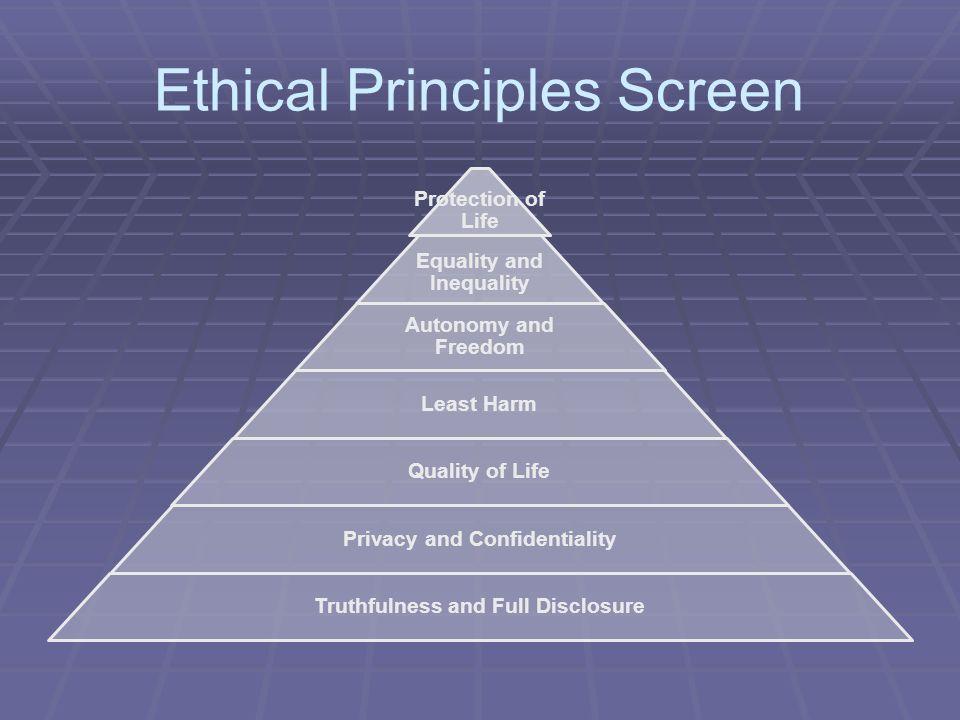 Ethical Principles Screen
Protection of
Life
Equality and
Inequality
Autonomy and
Freedom
Least Harm
Quality of Life
Privacy and Confidentiality
Truthfulness and Full Disclosure